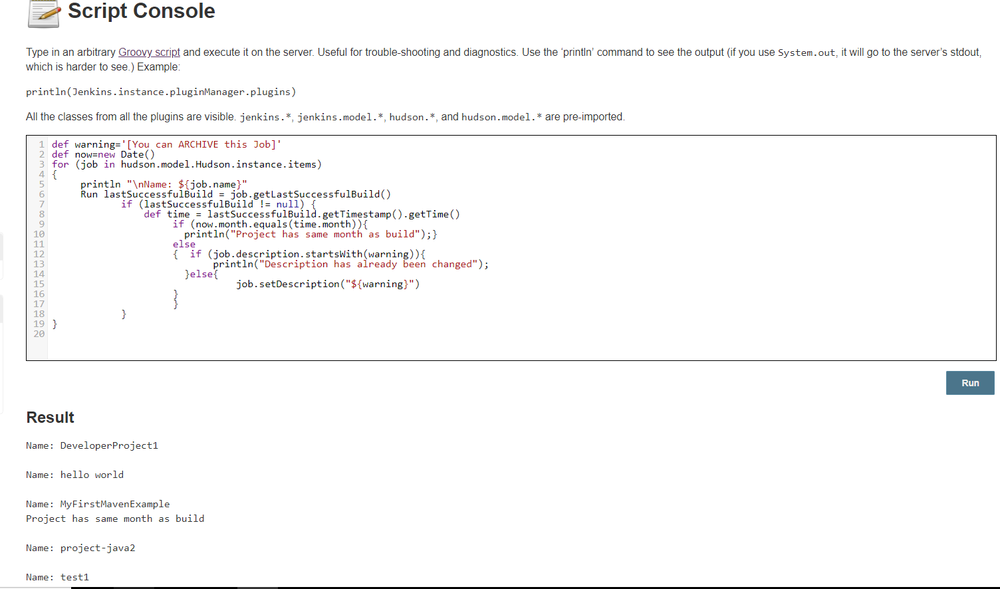 Script Console
Type in an arbitrary Groovy script and execute it on the server. Useful for trouble-shooting and diagnostics. Use the 'println' command to see the output (if you use System.out, it will go to the server's stdout,
which is harder to see.) Example:
println(Jenkins.instance.pluginManager.plugins)
All the classes from all the plugins are visible. jenkins.*, jenkins.model.*, hudson.*, and hudson.model.* are pre-imported.
1 def warning='[You can ARCHIVE this Job]'
2 def now=new Date()
3 for (job in hudson.model.Hudson.instance.items)
4 {
5 println "\nName: ${job.name}"
6 Run lastSuccessfulBuild = job.getLastSuccessfulBuild()
7 if (lastSuccessfulBuild != null) {
8 def time = lastSuccessfulBuild.getTimestamp().getTime()
9 if (now.month.equals(time.month)){
10 println("Project has same month as build");}
11 else
12 { if (job.description.startsWith(warning)){
13 println("Description has already been changed");
14 }else{
15 job.setDescription("${warning}")
16 }
17 }
18 }
19 }
20
Run
Result
Name: DeveloperProject1
Name: hello world
Name: MyFirstMavenExample
Project has same month as build
Name: project-java2
Name: test1